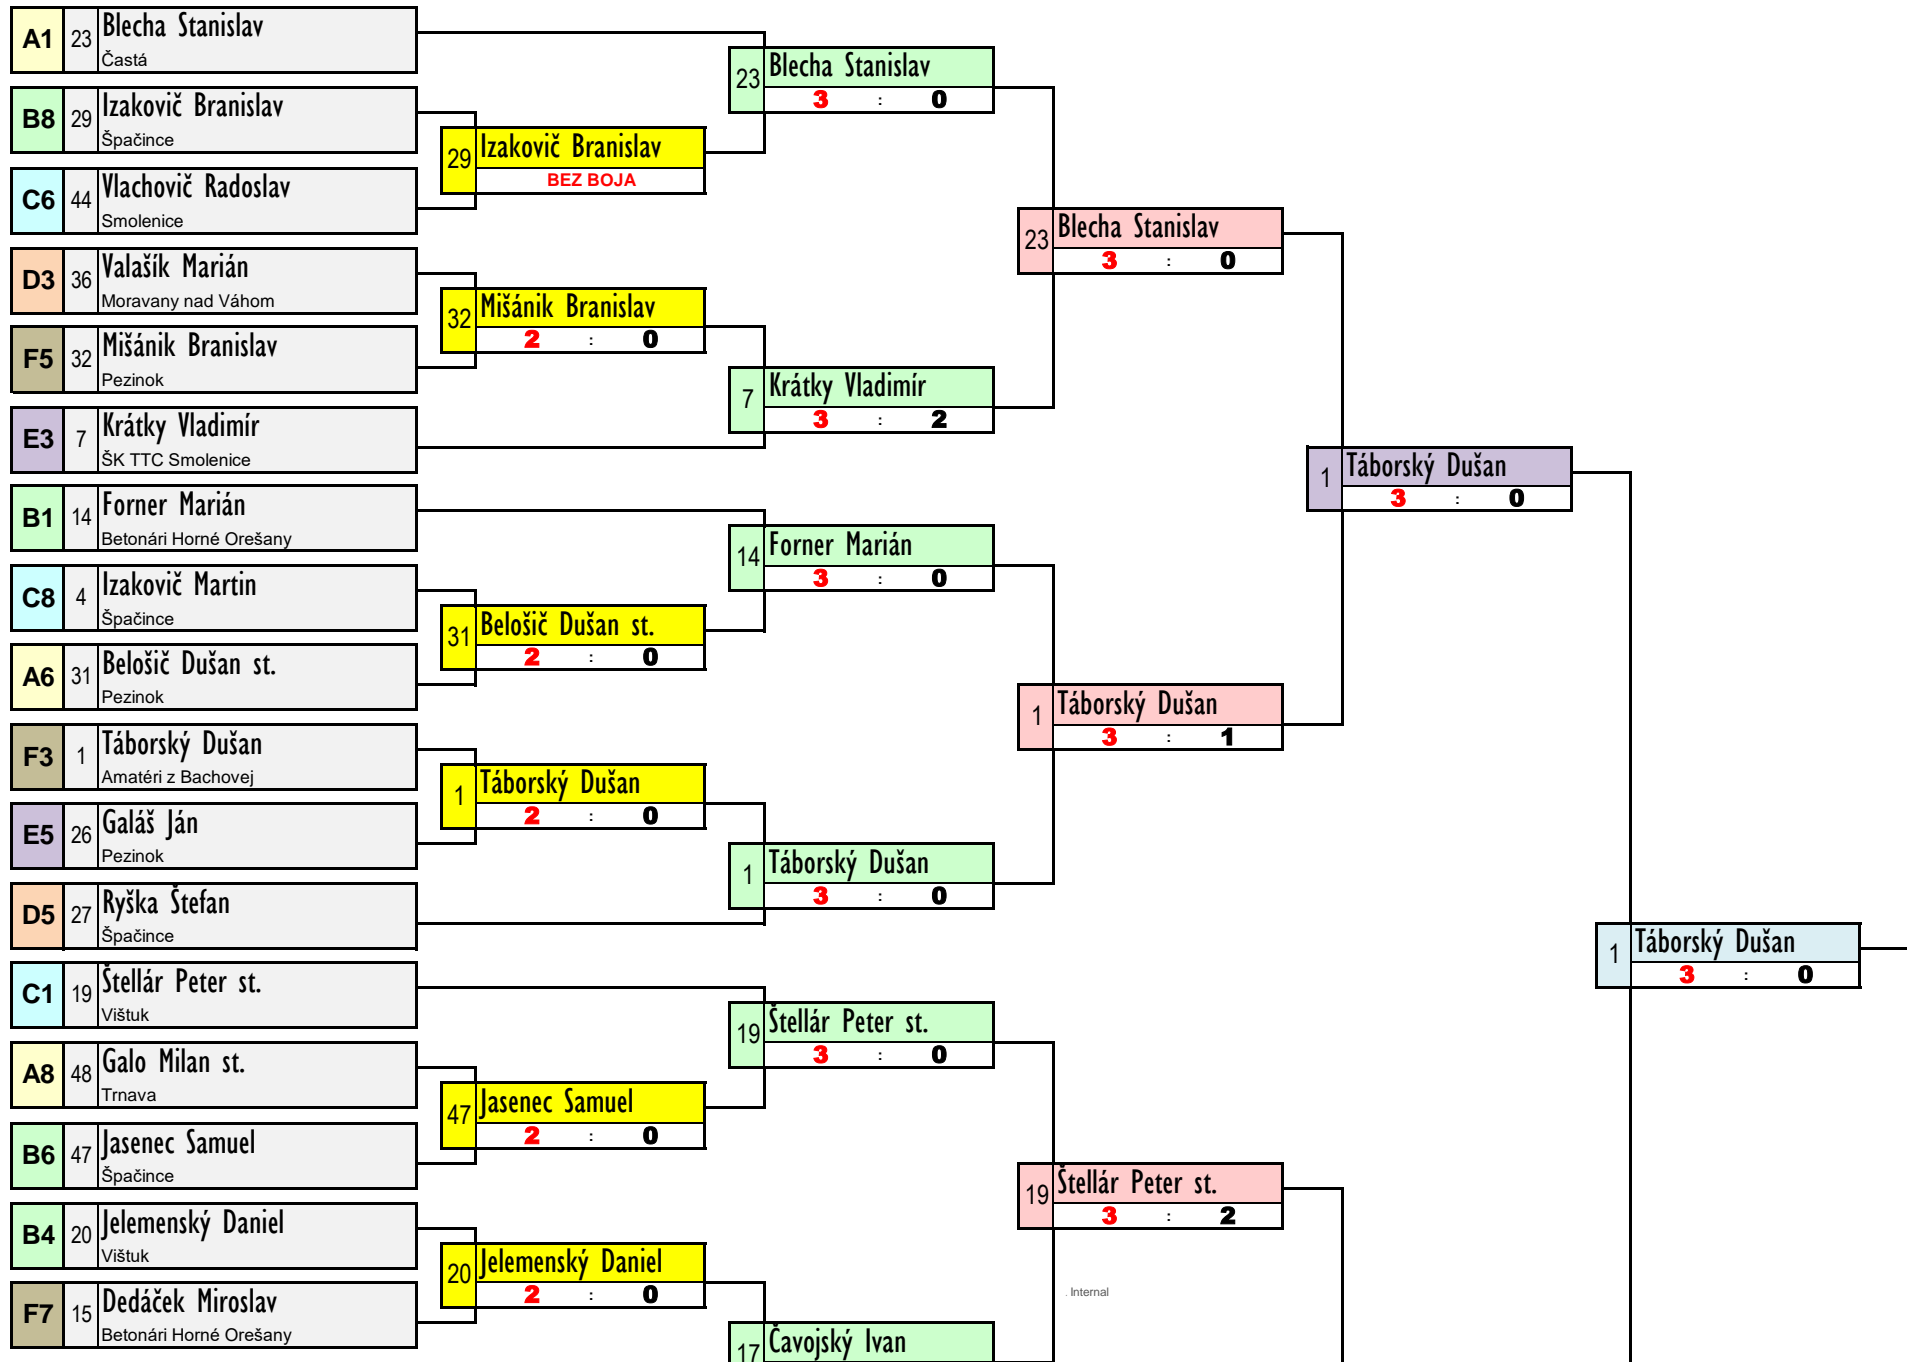 A1 23 Blecha Stanislav
Častá
B8 29 Izakovič Branislav
Špačince
C6 44 Vlachovič Radoslav
Smolenice
D3 36 Valašík Marián
Moravany nad Váhom
F5 32 Mišánik Branislav
Pezinok
E3 7 Krátky Vladimír
ŠK TTC Smolenice
B1 14 Forner Marián
Betonári Horné Orešany
C8 4 Izakovič Martin
Špačince
A6 31 Belošič Dušan st.
Pezinok
F3 1 Táborský Dušan
Amatéri z Bachovej
E5 26 Galáš Ján
Pezinok
D5 27 Ryška Štefan
Špačince
C1 19 Štellár Peter st.
Vištuk
A8 48 Galo Milan st.
Trnava
B6 47 Jasenec Samuel
Špačince
B4 20 Jelemenský Daniel
Vištuk
F7 15 Dedáček Miroslav
Betonári Horné Orešany
29 Izakovič Branislav
BEZ BOJA
32 Mišánik Branislav
2 : 0
31 Belošič Dušan st.
2 : 0
1 Táborský Dušan
2 : 0
47 Jasenec Samuel
2 : 0
20 Jelemenský Daniel
2 : 0
23 Blecha Stanislav
3 : 0
7 Krátky Vladimír
3 : 2
14 Forner Marián
3 : 0
1 Táborský Dušan
3 : 0
19 Štellár Peter st.
3 : 0
17 Čavojský Ivan
23 Blecha Stanislav
3 : 0
1 Táborský Dušan
3 : 1
19 Štellár Peter st.
3 : 2
. Internal
1 Táborský Dušan
3 : 0
1 Táborský Dušan
3 : 0